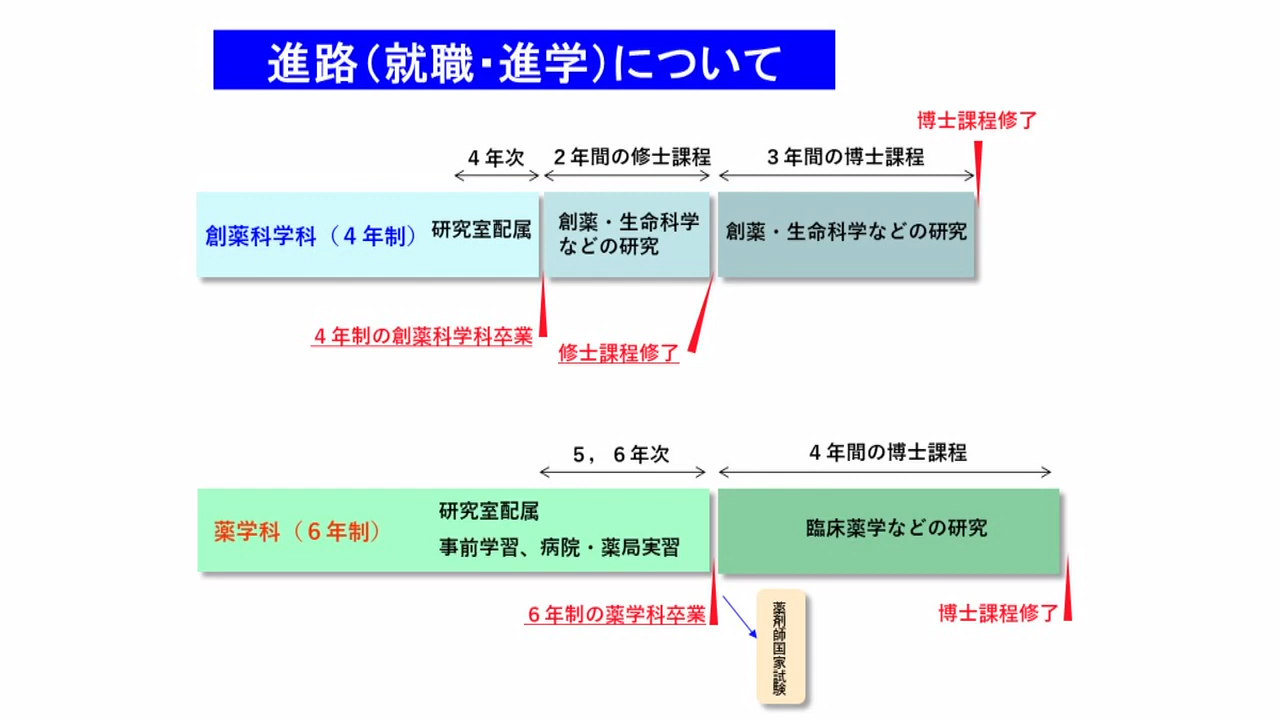 進路（就職・進学）について
博士課程修了
４年次
２年間の修士課程
３年間の博士課程
創薬科学科（４年制）
研究室配属
創薬・生命科学
などの研究
創薬・生命科学などの研究
４年制の創薬科学科卒業
修士課程修了
５，６年次
４年間の博士課程
薬学科（６年制）
研究室配属
事前学習、病院・薬局実習
臨床薬学などの研究
６年制の薬学科卒業
薬剤師国家試験
博士課程修了